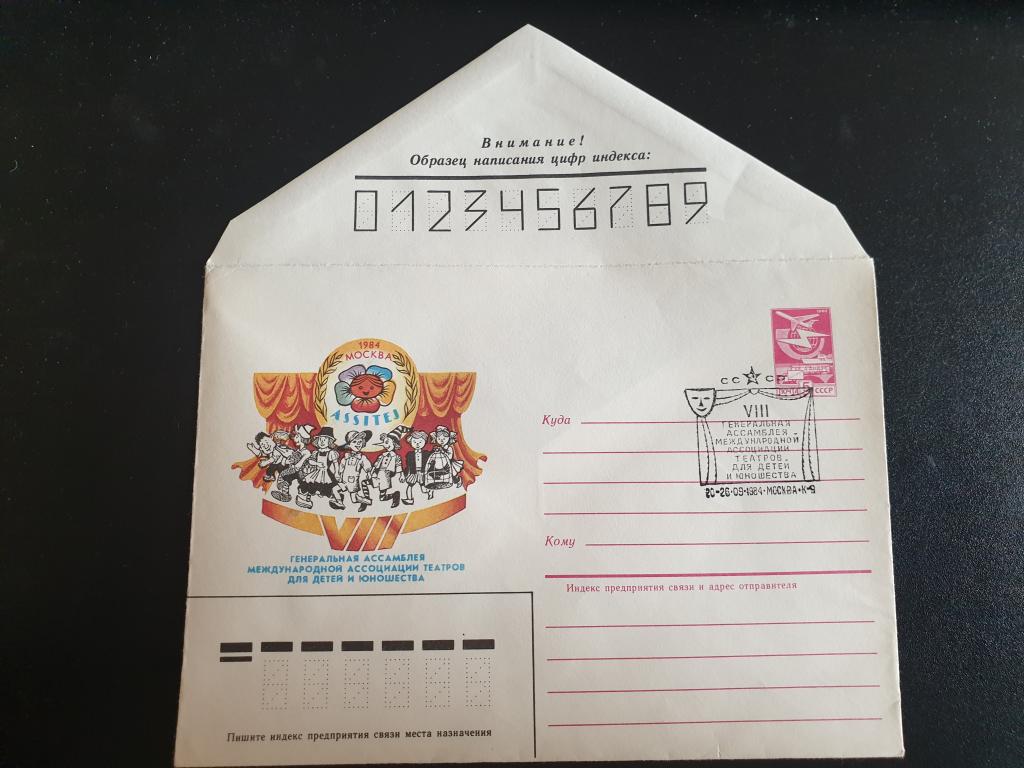 Внимание!
Образец написания цифр индекса:
0123456789
1984
МОСКВА
ASSITEJ
VIII
ГЕНЕРАЛЬНАЯ АССАМБЛЕЯ
МЕЖДУНАРОДНОЙ АССОЦИАЦИИ ТЕАТРОВ
ДЛЯ ДЕТЕЙ И ЮНОШЕСТВА
ПОЧТА 5К СССР
СССР
VIII
ГЕНЕРАЛЬНАЯ
АССАМБЛЕЯ
МЕЖДУНАРОДНОЙ
АССОЦИАЦИИ
ТЕАТРОВ
ДЛЯ ДЕТЕЙ
И ЮНОШЕСТВА
20-26·09·1984·МОСКВА·К-9
Куда
Кому
Индекс предприятия связи и адрес отправителя
Пишите индекс предприятия связи места назначения